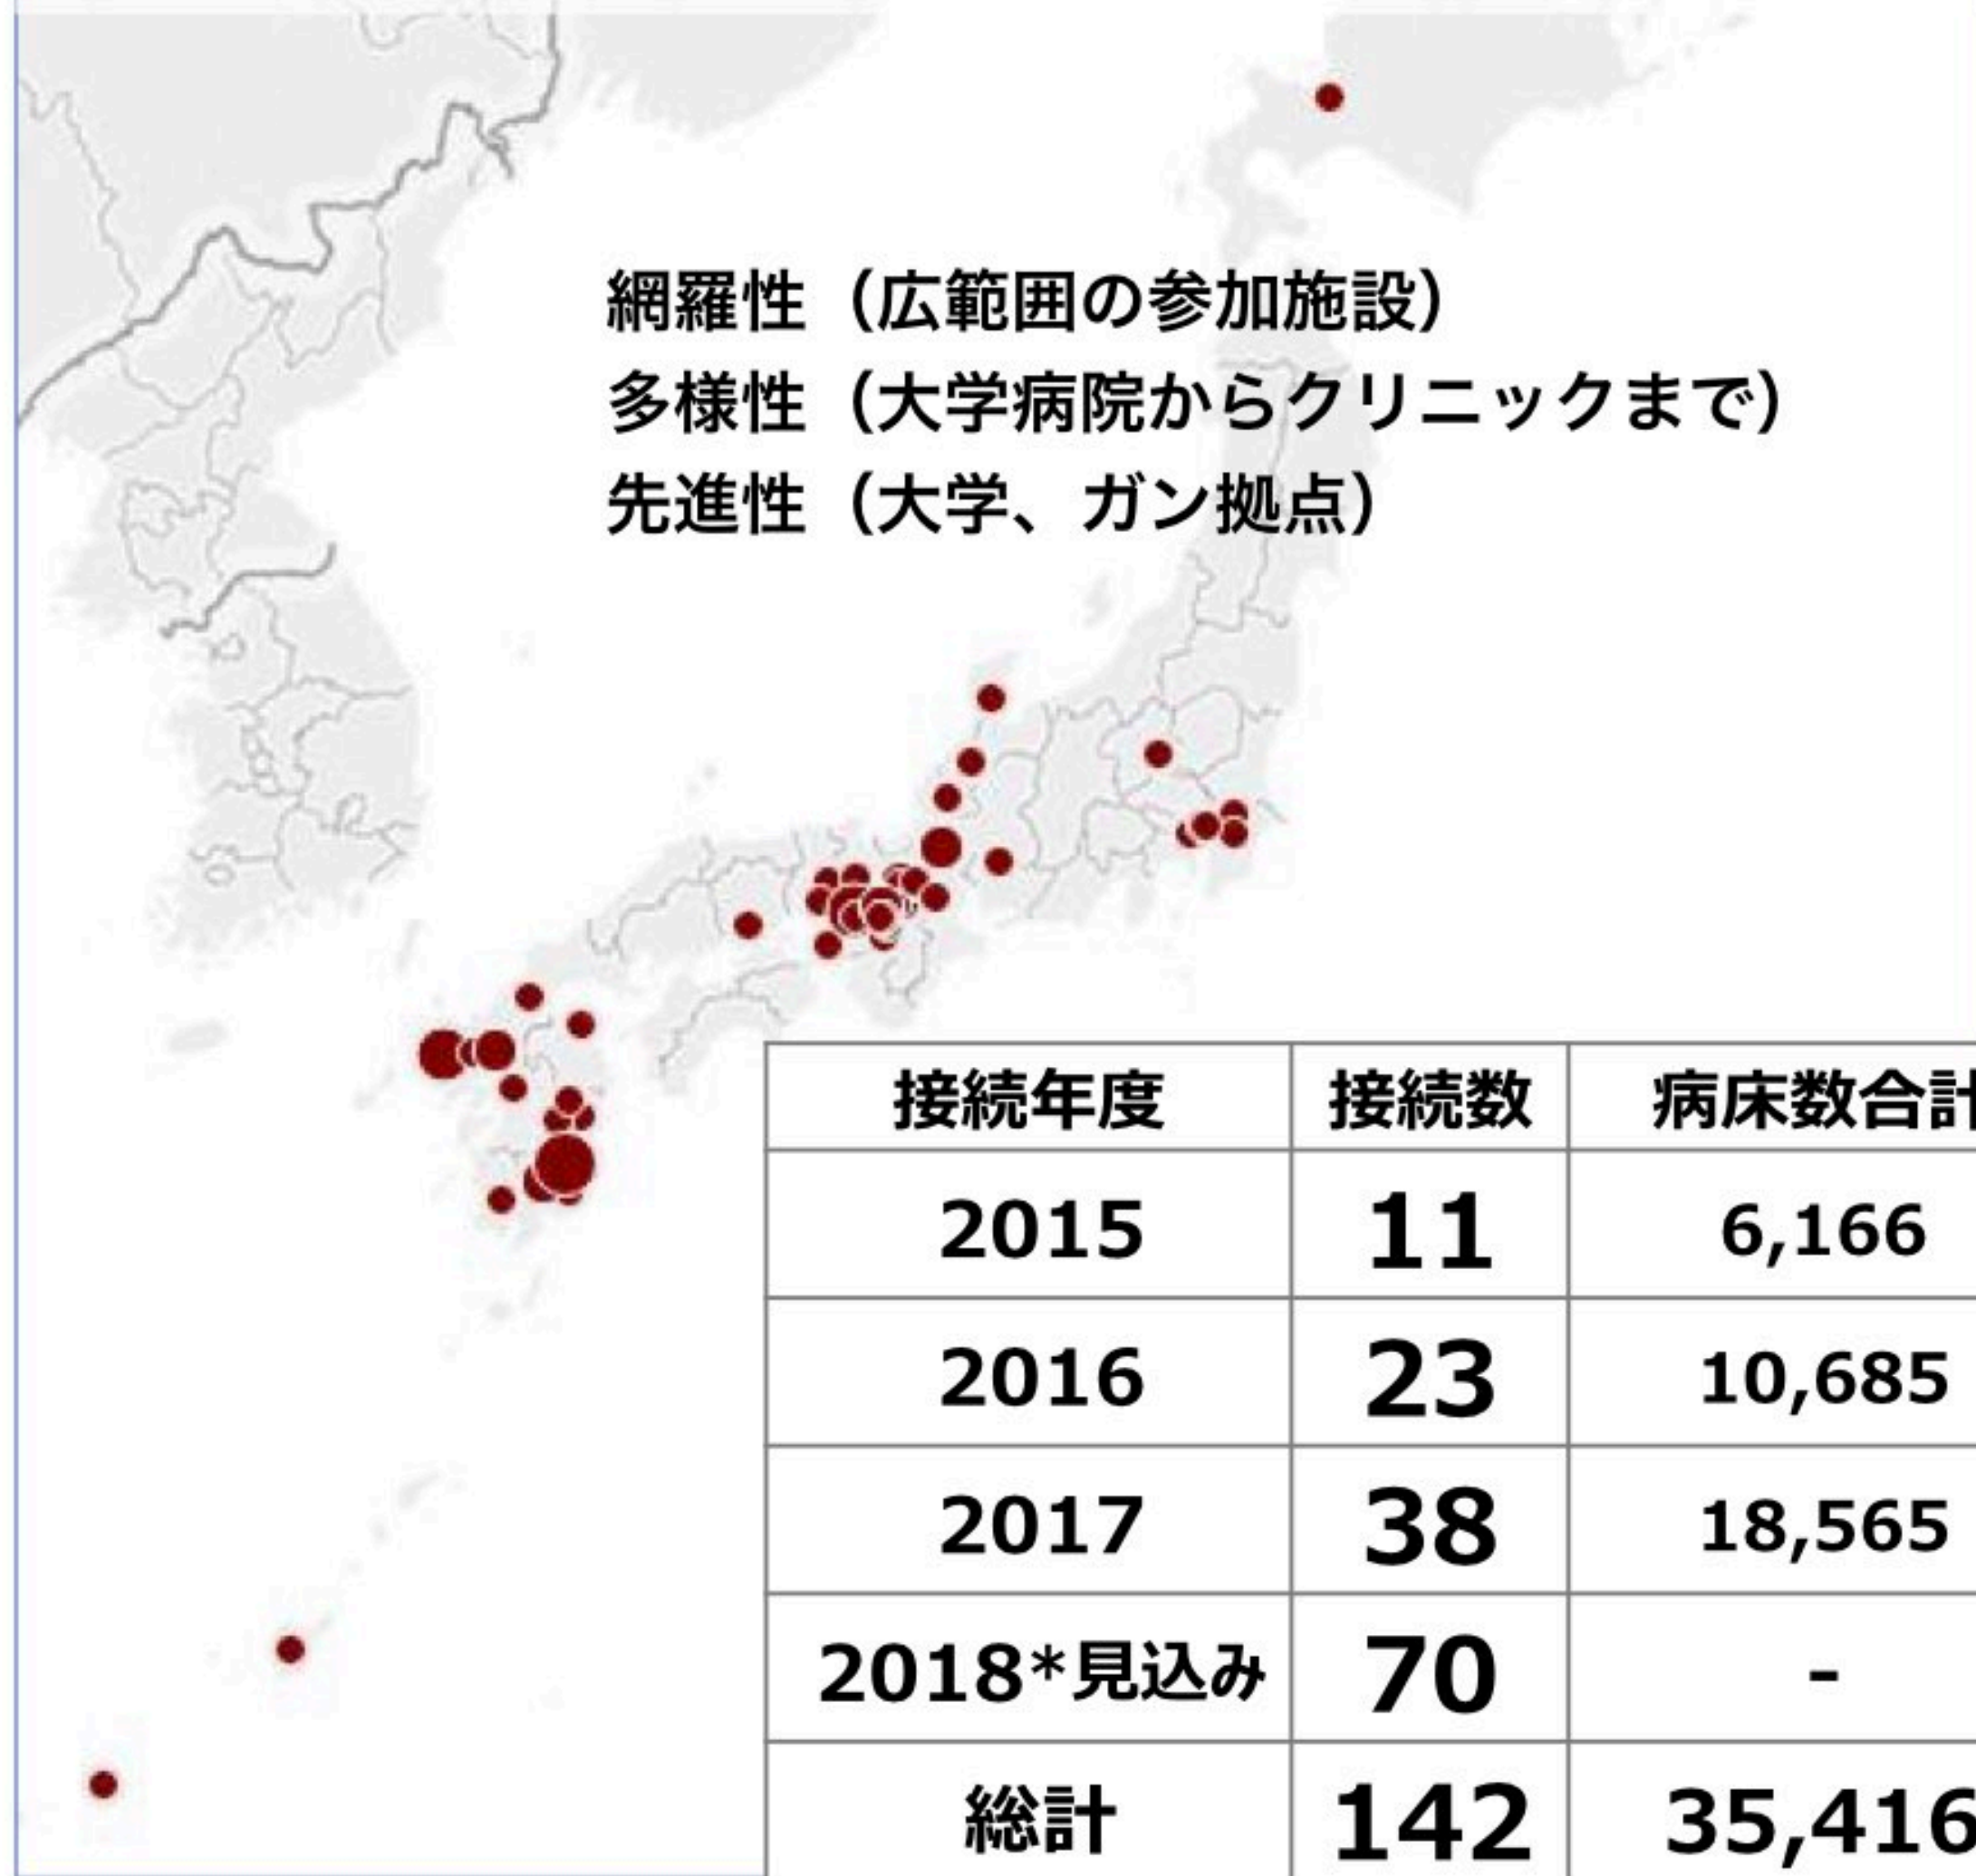 網羅性（広範囲の参加施設）
多様性（大学病院からクリニックまで）
先進性（大学、ガン拠点）
接続年度 接続数 病床数合計
2015 11 6,166
2016 23 10,685
2017 38 18,565
2018*見込み 70 -
総計 142 35,416